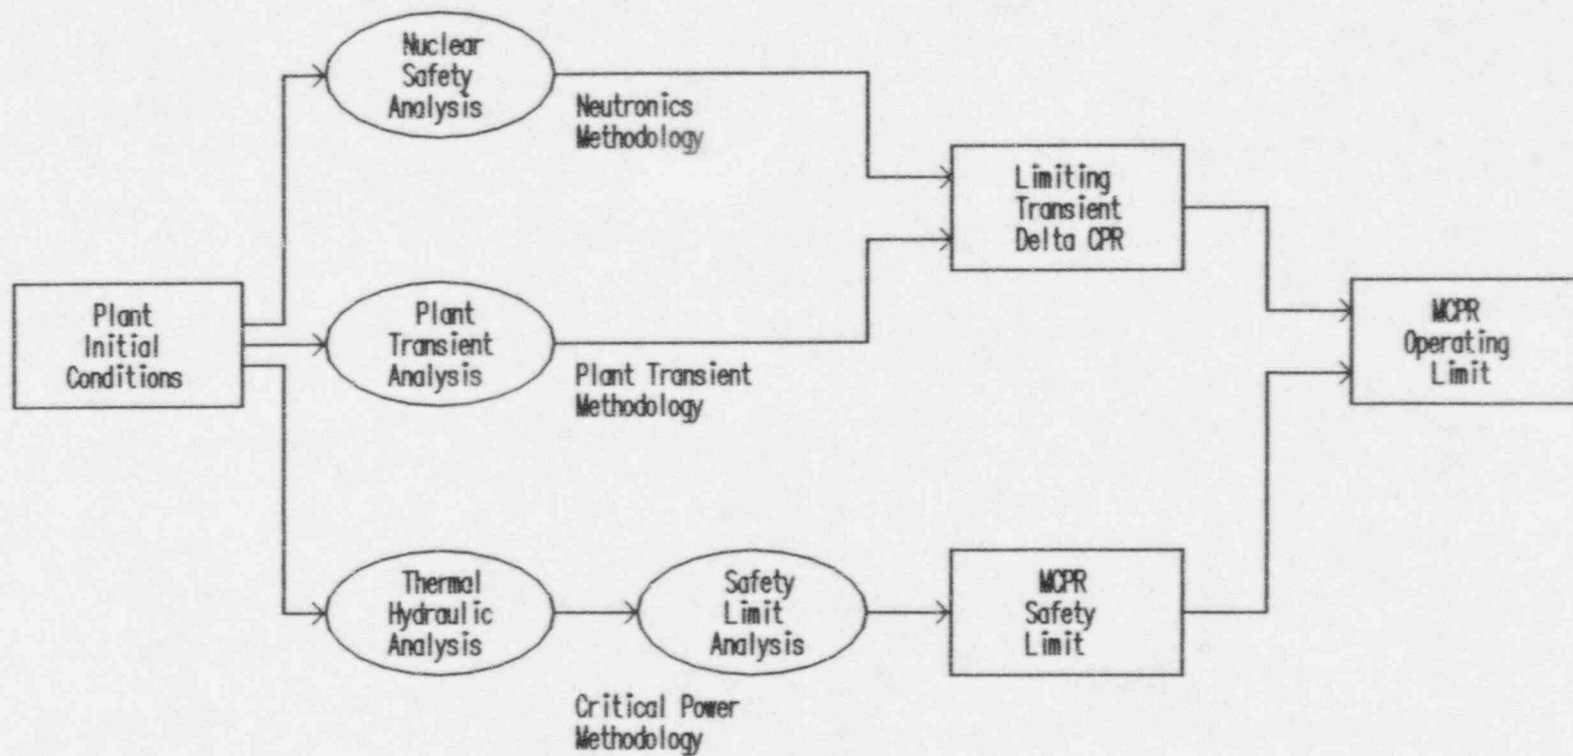 Nuclear
Safety
Analysis
Neutronics
Methodology
Limiting
Transient
Delta CPR
Plant
Initial
Conditions
Plant
Transient
Analysis
Plant Transient
Methodology
MCPR
Operating
Limit
Thermal
Hydraulic
Analysis
Safety
Limit
Analysis
MCPR
Safety
Limit
Critical Power
Methodology